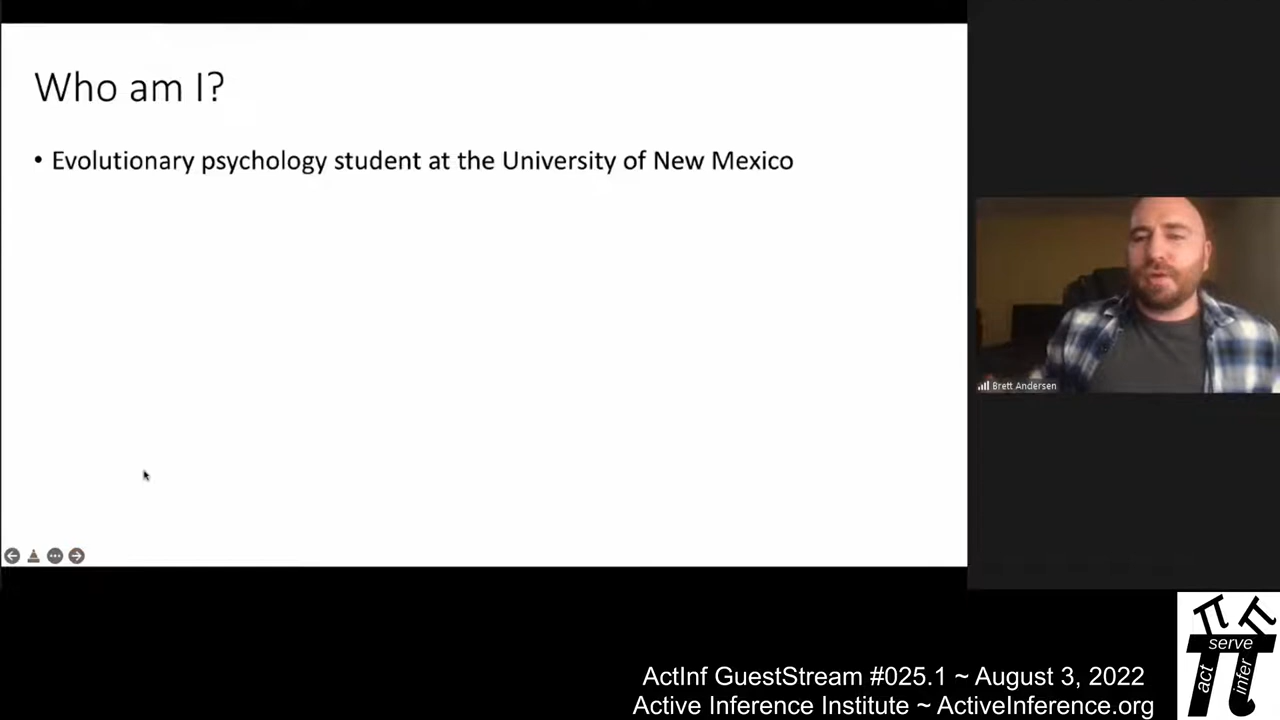 Who am I?
• Evolutionary psychology student at the University of New Mexico
Brett Andersen
ActInf GuestStream #025.1 ~ August 3, 2022
Active Inference Institute ~ ActiveInference.org
serve
act
infer